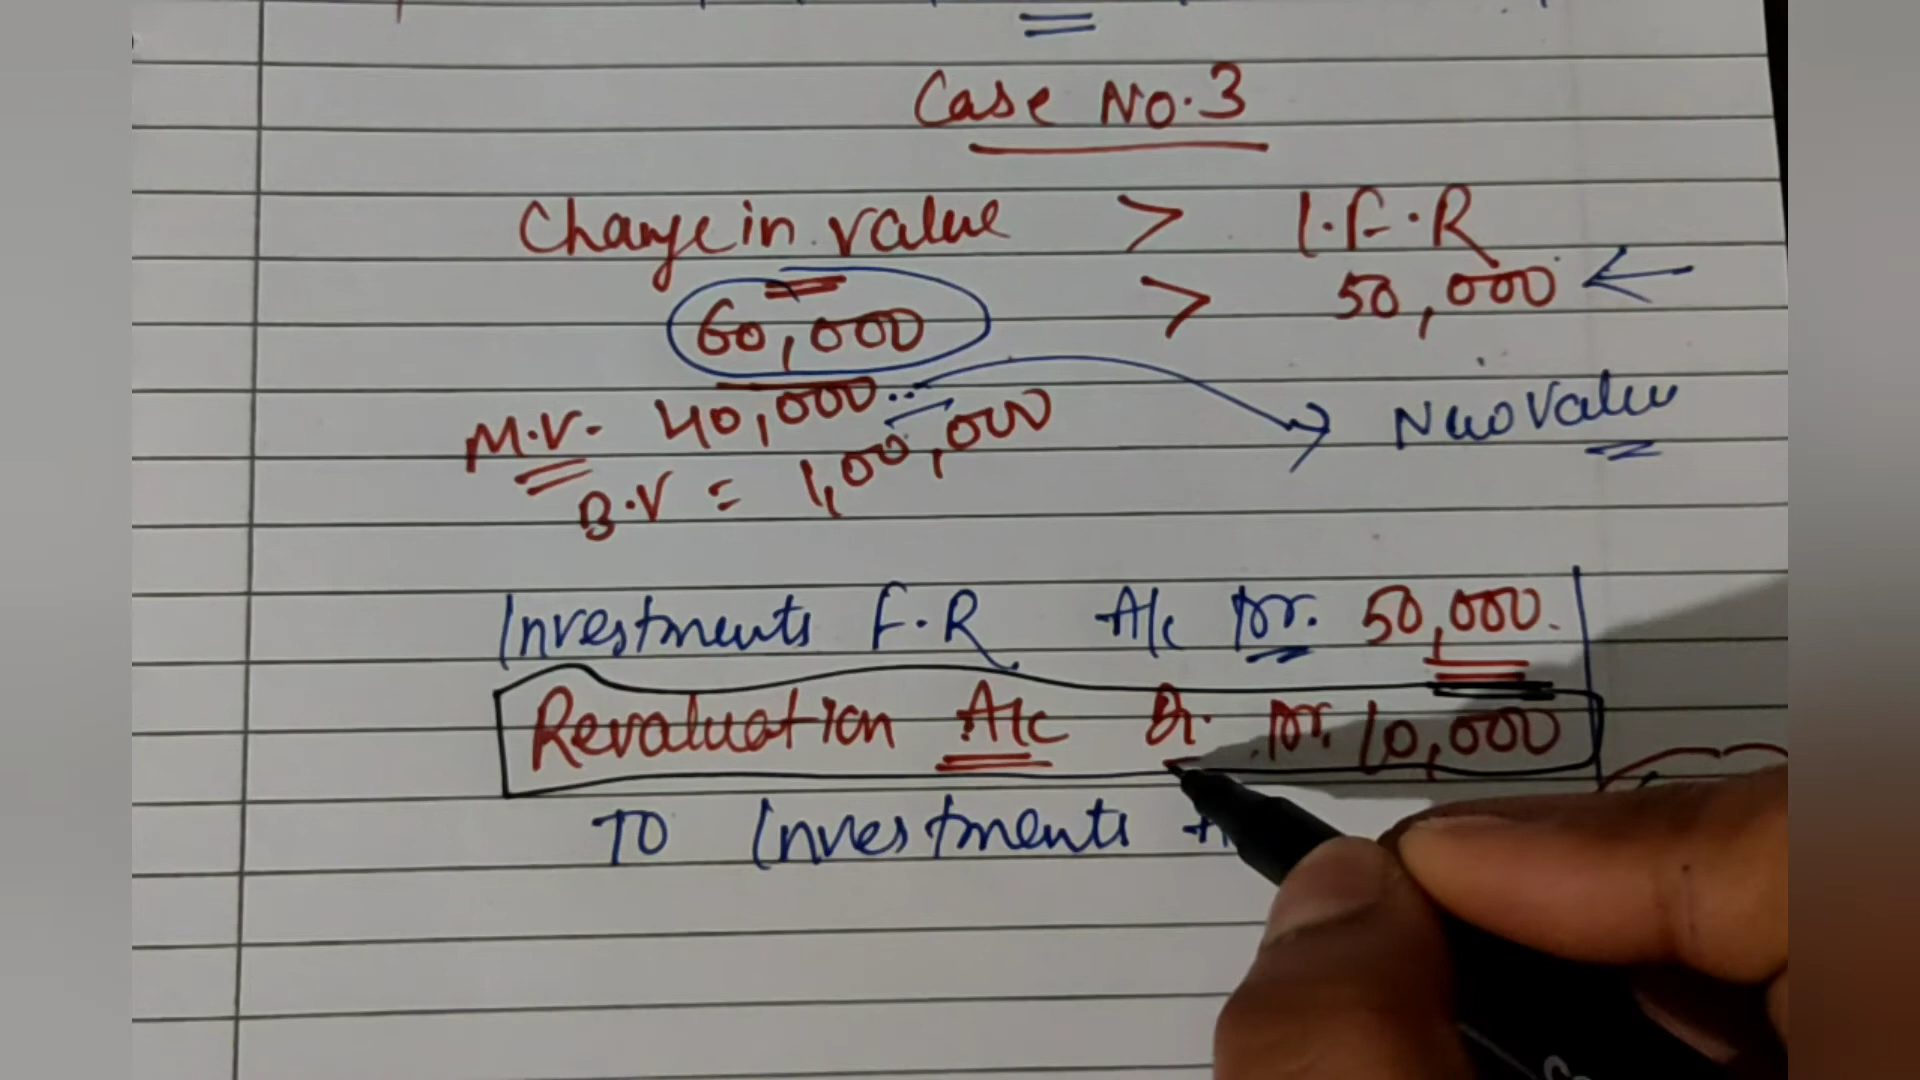 Case No.3
Change in value > I.F.R
60,000 > 50,000
M.V. 40,000
B.V = 1,00,000
New Value
Investments F.R A/c Dr. 50,000
Revaluation A/c Dr. Dr. 10,000
To Investments